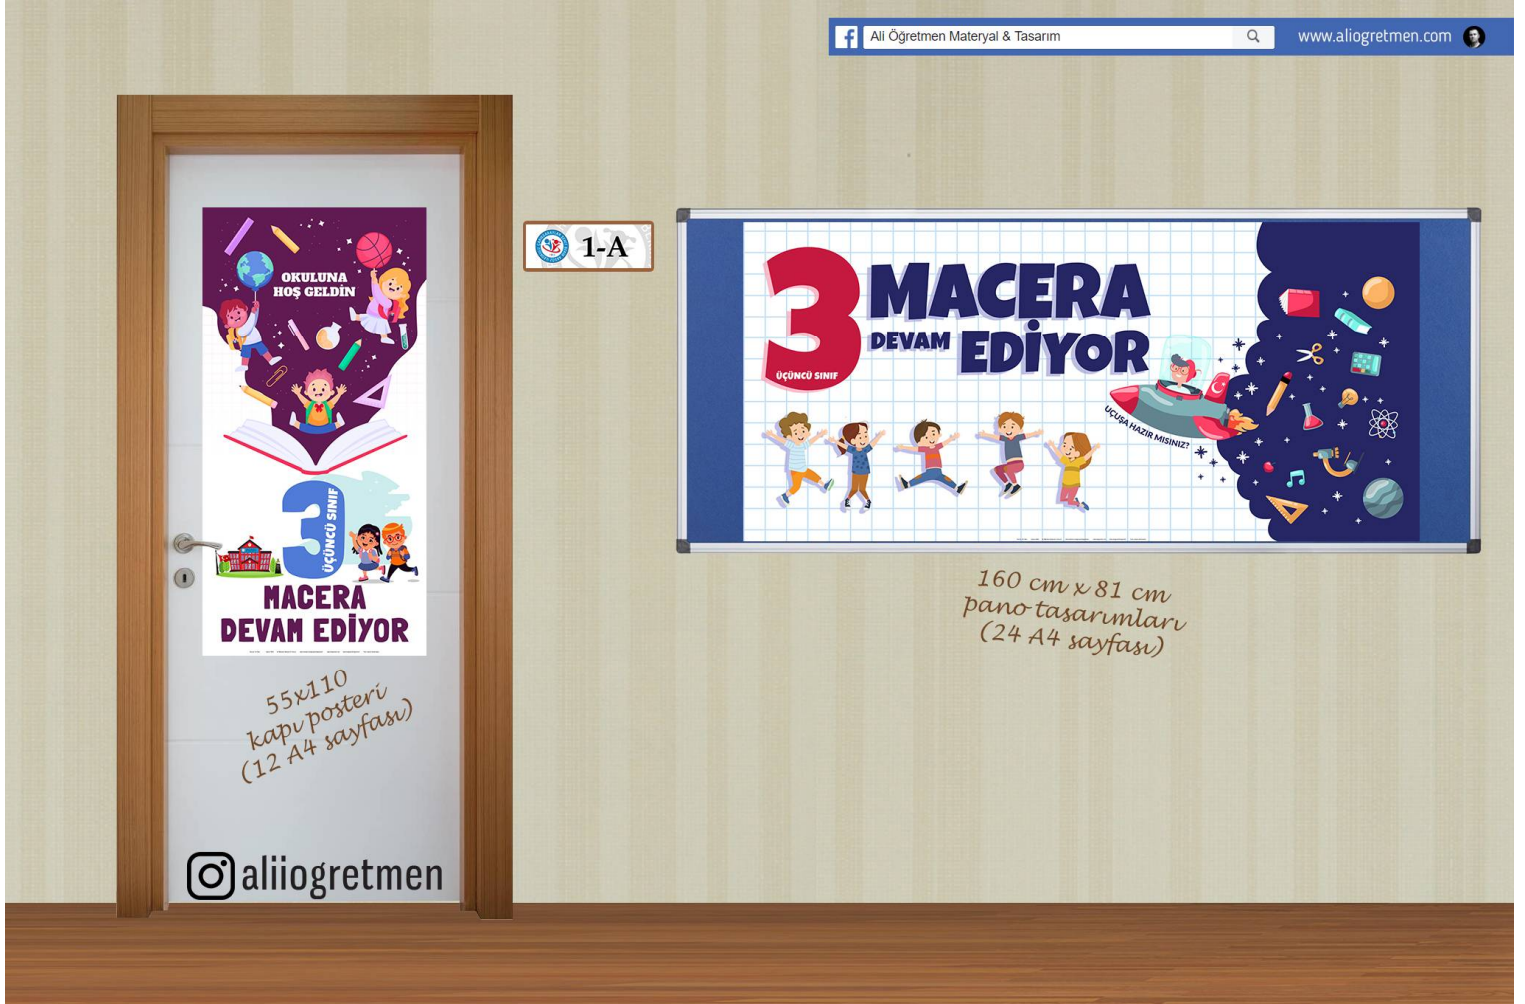 Ali Öğretmen Materyal & Tasarım
www.aliogretmen.com
OKULUNA
HOŞ GELDİN
3
ÜÇÜNCÜ SINIF
MACERA
DEVAM EDİYOR
55x110
kapı posteri
(12 A4 sayfası)
aliiogretmen
1-A
3
ÜÇÜNCÜ SINIF
MACERA
DEVAM EDİYOR
UÇUŞA HAZIR MISINIZ?
160 cm x 81 cm
pano tasarımları
(24 A4 sayfası)